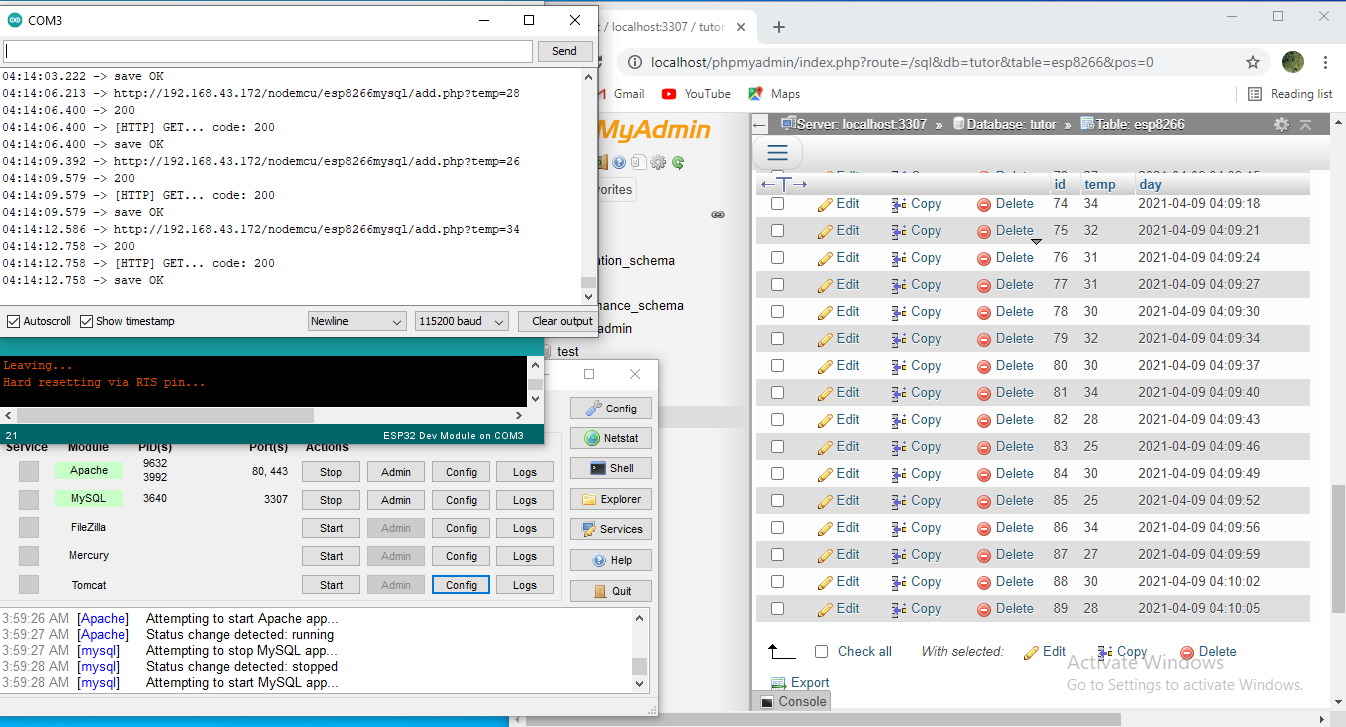 COM3
Send
04:14:03.222 -> save OK
04:14:06.213 -> http://192.168.43.172/nodemcu/esp8266mysql/add.php?temp=28
04:14:06.400 -> 200
04:14:06.400 -> [HTTP] GET... code: 200
04:14:06.400 -> save OK
04:14:09.392 -> http://192.168.43.172/nodemcu/esp8266mysql/add.php?temp=26
04:14:09.579 -> 200
04:14:09.579 -> [HTTP] GET... code: 200
04:14:09.579 -> save OK
04:14:12.586 -> http://192.168.43.172/nodemcu/esp8266mysql/add.php?temp=34
04:14:12.758 -> 200
04:14:12.758 -> [HTTP] GET... code: 200
04:14:12.758 -> save OK
Autoscroll Show timestamp Newline 115200 baud Clear output
Leaving...
Hard resetting via RTS pin...
21 ESP32 Dev Module on COM3
Service Module PID(s) Port(s) Actions
Apache 9632 3992 80, 443 Stop Admin Config Logs
MySQL 3640 3307 Stop Admin Config Logs
FileZilla Start Admin Config Logs
Mercury Start Admin Config Logs
Tomcat Start Admin Config Logs
Config
Netstat
Shell
Explorer
Services
Help
Quit
3:59:26 AM [Apache] Attempting to start Apache app...
3:59:27 AM [Apache] Status change detected: running
3:59:27 AM [mysql] Attempting to stop MySQL app...
3:59:28 AM [mysql] Status change detected: stopped
3:59:28 AM [mysql] Attempting to start MySQL app...
t / localhost:3307 / tutor
localhost/phpmyadmin/index.php?route=/sql&db=tutor&table=esp8266&pos=0
Gmail YouTube Maps Reading list
MyAdmin
vorites
ation_schema
mance_schema
admin
test
Server: localhost:3307 » Database: tutor » Table: esp8266
id temp day
Edit Copy Delete 74 34 2021-04-09 04:09:18
Edit Copy Delete 75 32 2021-04-09 04:09:21
Edit Copy Delete 76 31 2021-04-09 04:09:24
Edit Copy Delete 77 31 2021-04-09 04:09:27
Edit Copy Delete 78 30 2021-04-09 04:09:30
Edit Copy Delete 79 32 2021-04-09 04:09:34
Edit Copy Delete 80 30 2021-04-09 04:09:37
Edit Copy Delete 81 34 2021-04-09 04:09:40
Edit Copy Delete 82 28 2021-04-09 04:09:43
Edit Copy Delete 83 25 2021-04-09 04:09:46
Edit Copy Delete 84 30 2021-04-09 04:09:49
Edit Copy Delete 85 25 2021-04-09 04:09:52
Edit Copy Delete 86 34 2021-04-09 04:09:56
Edit Copy Delete 87 27 2021-04-09 04:09:59
Edit Copy Delete 88 30 2021-04-09 04:10:02
Edit Copy Delete 89 28 2021-04-09 04:10:05
Check all With selected: Edit Copy Delete
Export
Console
Activate Windows
Go to Settings to activate Windows.